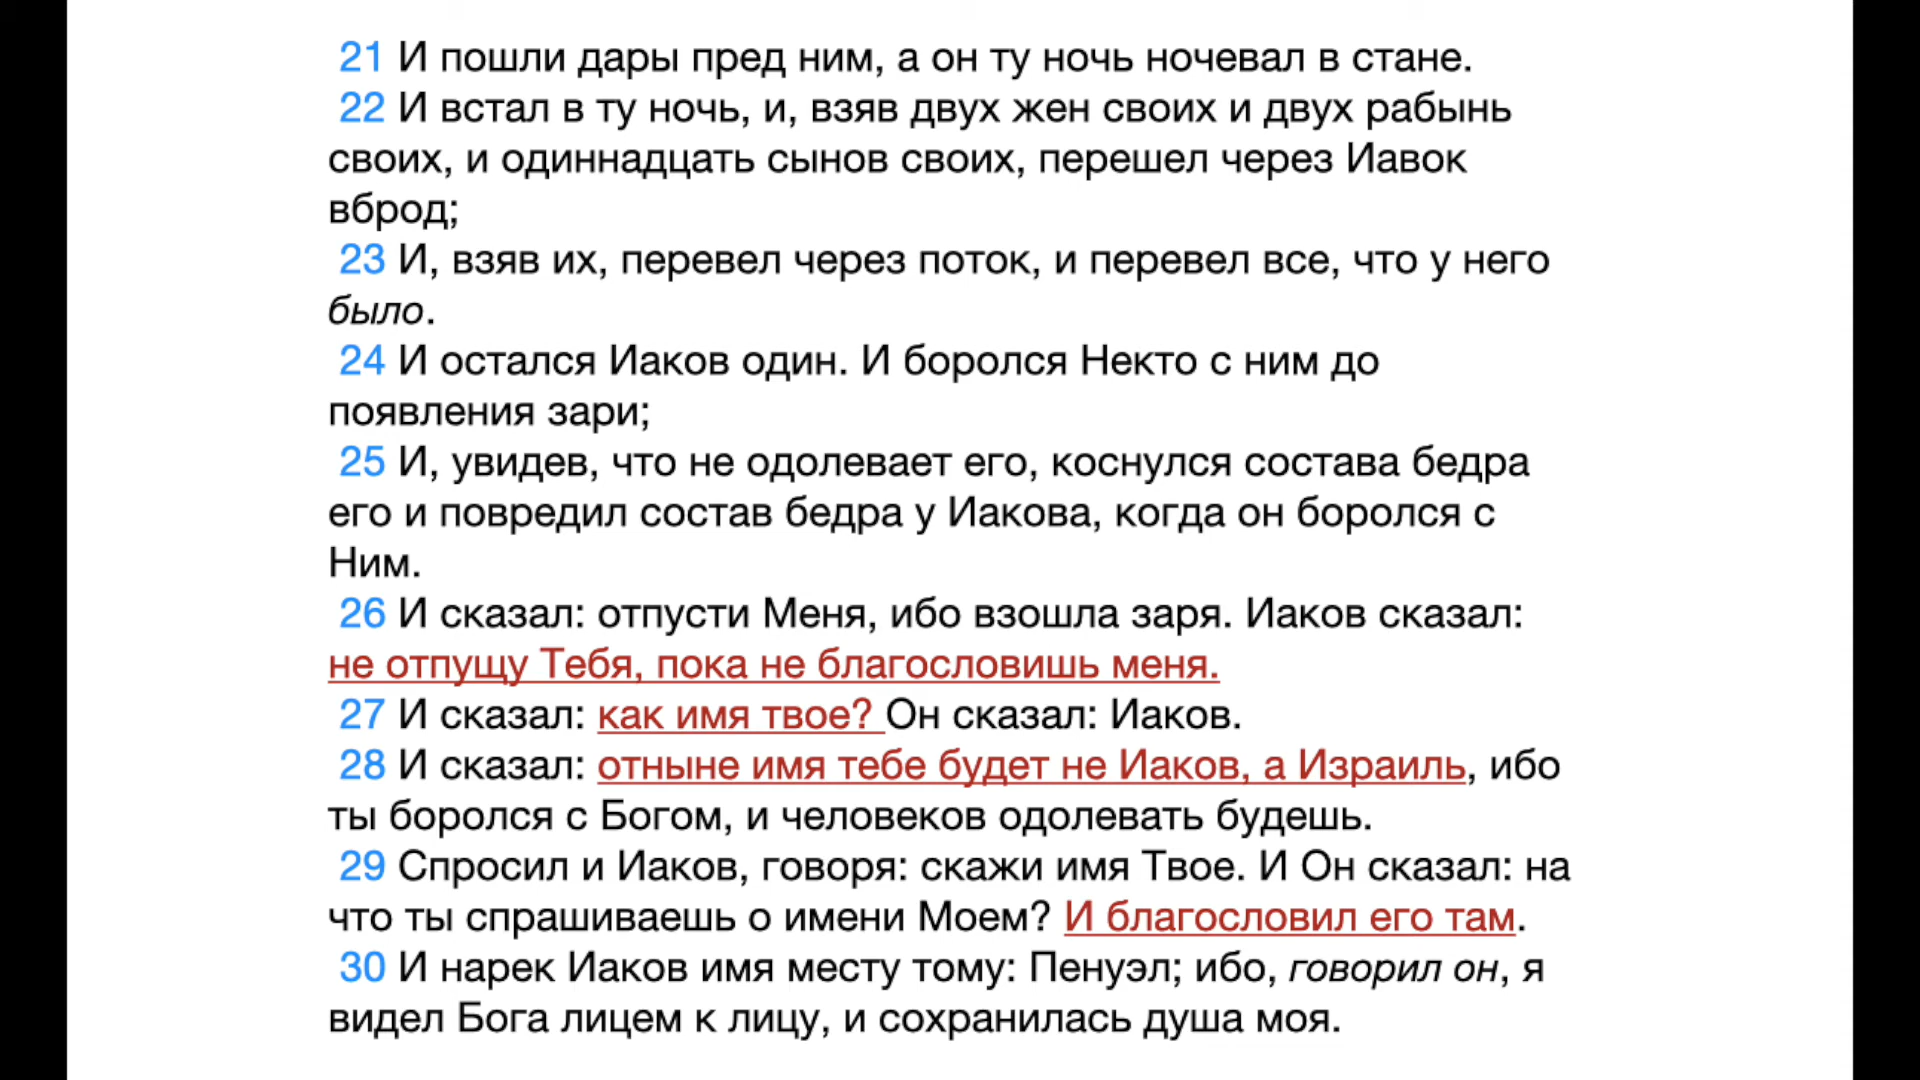 21 И пошли дары пред ним, а он ту ночь ночевал в стане.
22 И встал в ту ночь, и, взяв двух жен своих и двух рабынь
своих, и одиннадцать сынов своих, перешел через Иавок
вброд;
23 И, взяв их, перевел через поток, и перевел все, что у него
было.
24 И остался Иаков один. И боролся Некто с ним до
появления зари;
25 И, увидев, что не одолевает его, коснулся состава бедра
его и повредил состав бедра у Иакова, когда он боролся с
Ним.
26 И сказал: отпусти Меня, ибо взошла заря. Иаков сказал:
не отпущу Тебя, пока не благословишь меня.
27 И сказал: как имя твое? Он сказал: Иаков.
28 И сказал: отныне имя тебе будет не Иаков, а Израиль, ибо
ты боролся с Богом, и человеков одолевать будешь.
29 Спросил и Иаков, говоря: скажи имя Твое. И Он сказал: на
что ты спрашиваешь о имени Моем? И благословил его там.
30 И нарек Иаков имя месту тому: Пенуэл; ибо, говорил он, я
видел Бога лицем к лицу, и сохранилась душа моя.